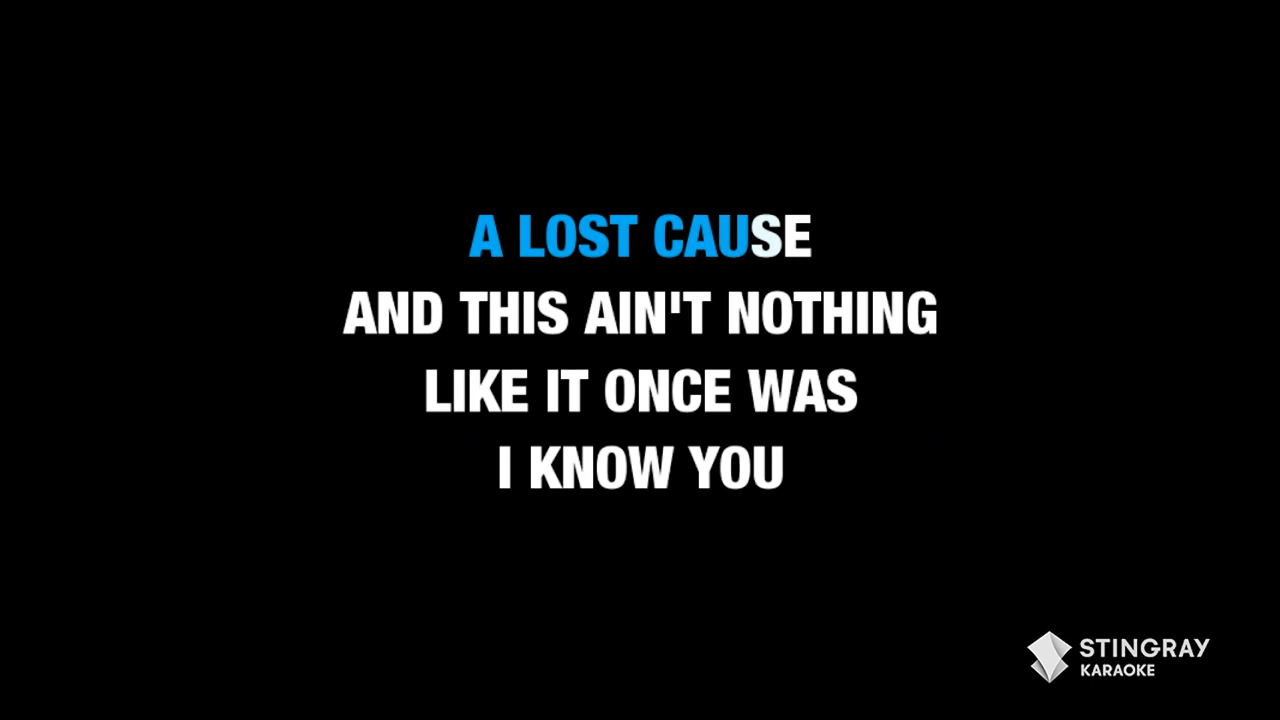 A LOST CAUSE
AND THIS AIN'T NOTHING
LIKE IT ONCE WAS
I KNOW YOU
STINGRAY
KARAOKE